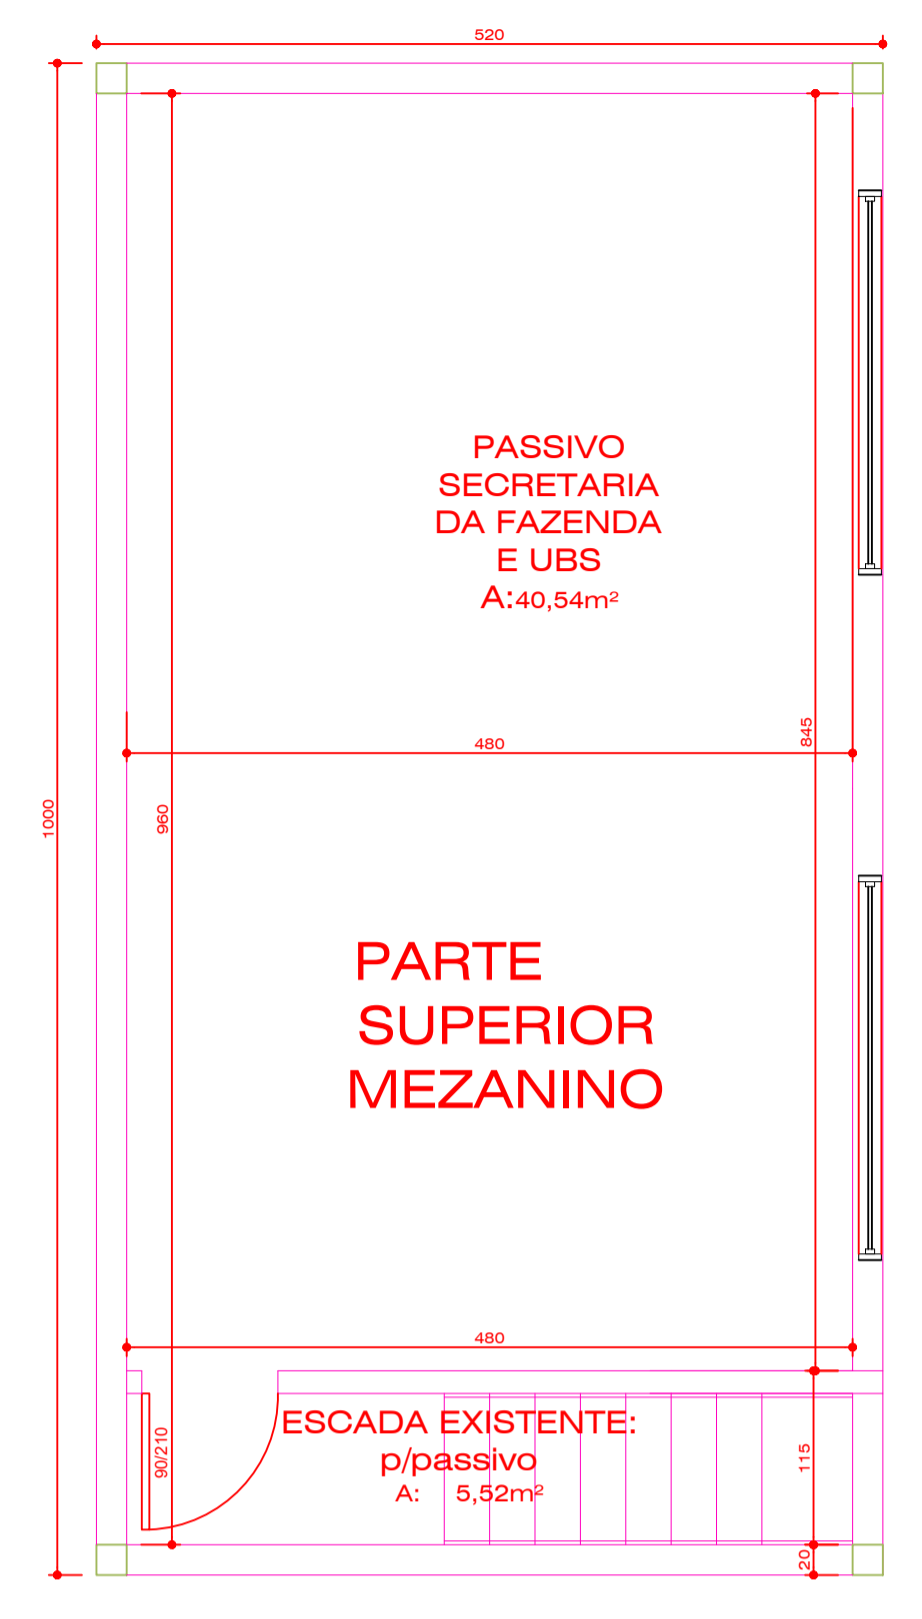 520
PASSIVO
SECRETARIA
DA FAZENDA
E UBS
A:40,54m²
480
845
1000
960
PARTE
SUPERIOR
MEZANINO
480
ESCADA EXISTENTE:
p/passivo
A: 5,52m²
90/210
115
20